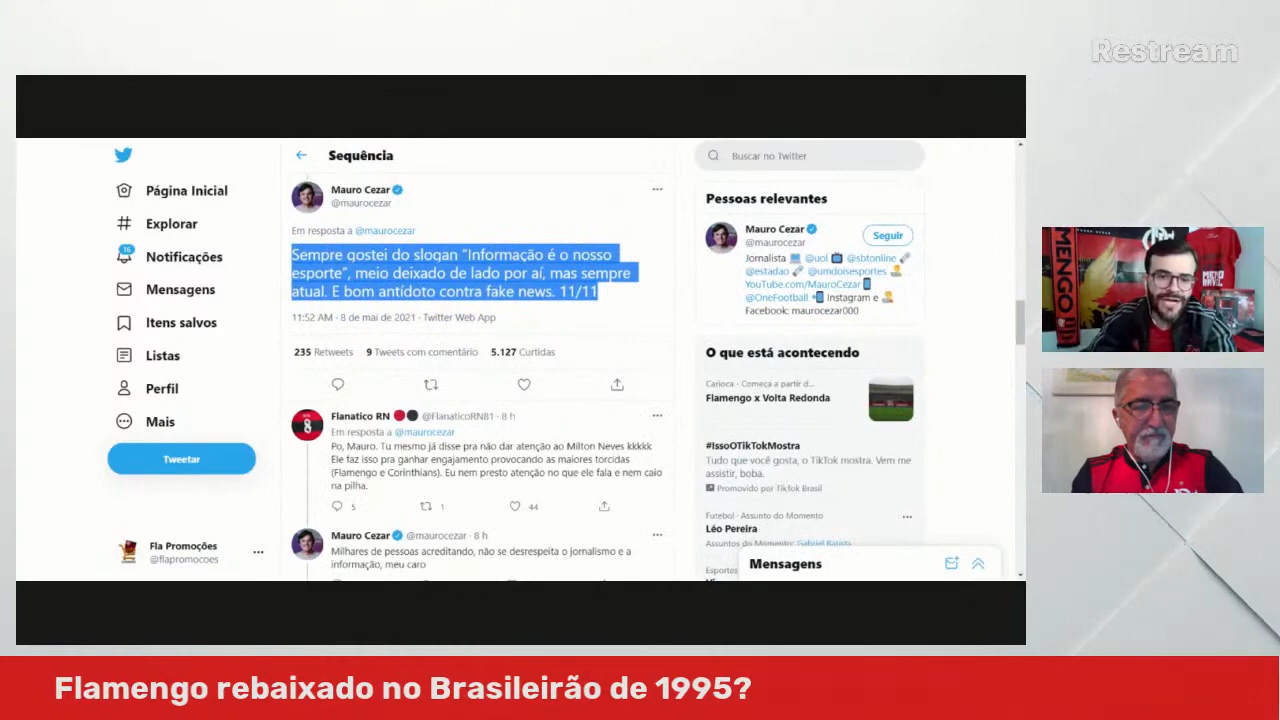 Restream
Sequência
Buscar no Twitter
Página Inicial
Explorar
16
Notificações
Mensagens
Itens salvos
Listas
Perfil
Mais
Tweetar
Fla Promoções
@flapromocoes
Mauro Cezar
@maurocezar
Em resposta a @maurocezar
Sempre gostei do slogan “Informação é o nosso
esporte”, meio deixado de lado por aí, mas sempre
atual. E bom antídoto contra fake news. 11/11
11:52 AM · 8 de mai de 2021 · Twitter Web App
235 Retweets 9 Tweets com comentário 5.127 Curtidas
Flanatico RN @FlanaticoRN81 · 8 h
Em resposta a @maurocezar
Po, Mauro. Tu mesmo já disse pra não dar atenção ao Milton Neves kkkkk
Ele faz isso pra ganhar engajamento provocando as maiores torcidas
(Flamengo e Corinthians). Eu nem presto atenção no que ele fala e nem caio
na pilha.
5 1 44
Mauro Cezar @maurocezar · 8 h
Milhares de pessoas acreditando, não se desrespeita o jornalismo e a
informação, meu caro
Pessoas relevantes
Mauro Cezar
@maurocezar
Seguir
Jornalista @uol @sbtonline
@estadao @umdoisesportes
YouTube.com/MauroCezar
@OneFootball Instagram e
Facebook: maurocezar000
O que está acontecendo
Carioca · Começa a partir d...
Flamengo x Volta Redonda
#IssoOTikTokMostra
Tudo que você gosta, o TikTok mostra. Vem me
assistir, boba.
Promovido por TikTok Brasil
Futebol · Assunto do Momento
Léo Pereira
Assuntos do Momento: Gabriel Batista
Esportes
Mensagens
MENGO
Flamengo rebaixado no Brasileirão de 1995?